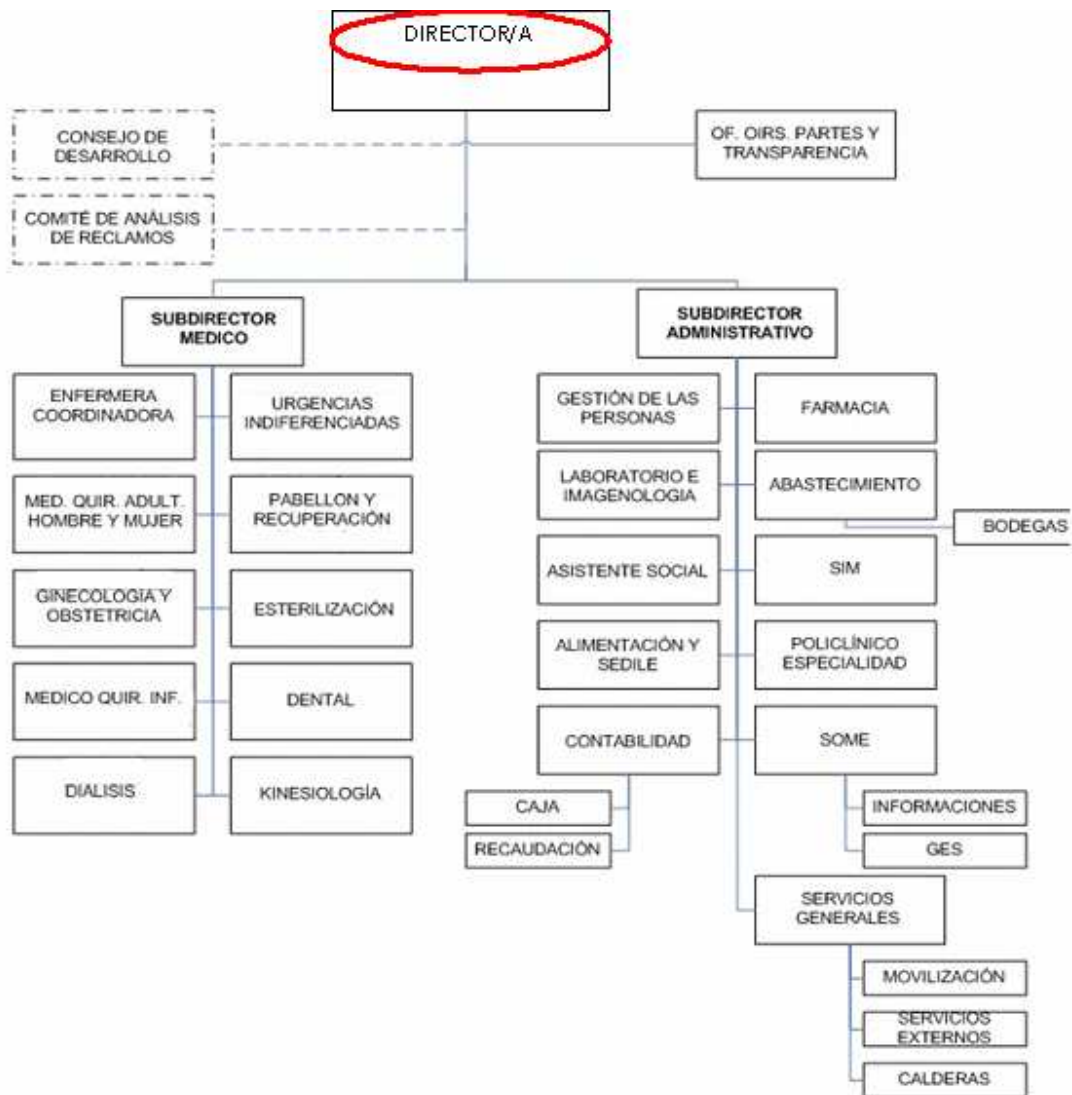 DIRECTOR/A
CONSEJO DE
DESARROLLO
OF. OIRS. PARTES Y
TRANSPARENCIA
COMITÉ DE ANÁLISIS
DE RECLAMOS
SUBDIRECTOR
MEDICO
SUBDIRECTOR
ADMINISTRATIVO
ENFERMERA
COORDINADORA
URGENCIAS
INDIFERENCIADAS
MED. QUIR. ADULT.
HOMBRE Y MUJER
PABELLON Y
RECUPERACIÓN
GINECOLOGÍA Y
OBSTETRICIA
ESTERILIZACIÓN
MEDICO QUIR. INF.
DENTAL
DIALISIS
KINESIOLOGÍA
GESTIÓN DE LAS
PERSONAS
FARMACIA
LABORATORIO E
IMAGENOLOGIA
ABASTECIMIENTO
BODEGAS
ASISTENTE SOCIAL
SIM
ALIMENTACIÓN Y
SEDILE
POLICLÍNICO
ESPECIALIDAD
CONTABILIDAD
SOME
CAJA
RECAUDACIÓN
INFORMACIONES
GES
SERVICIOS
GENERALES
MOVILIZACIÓN
SERVICIOS
EXTERNOS
CALDERAS